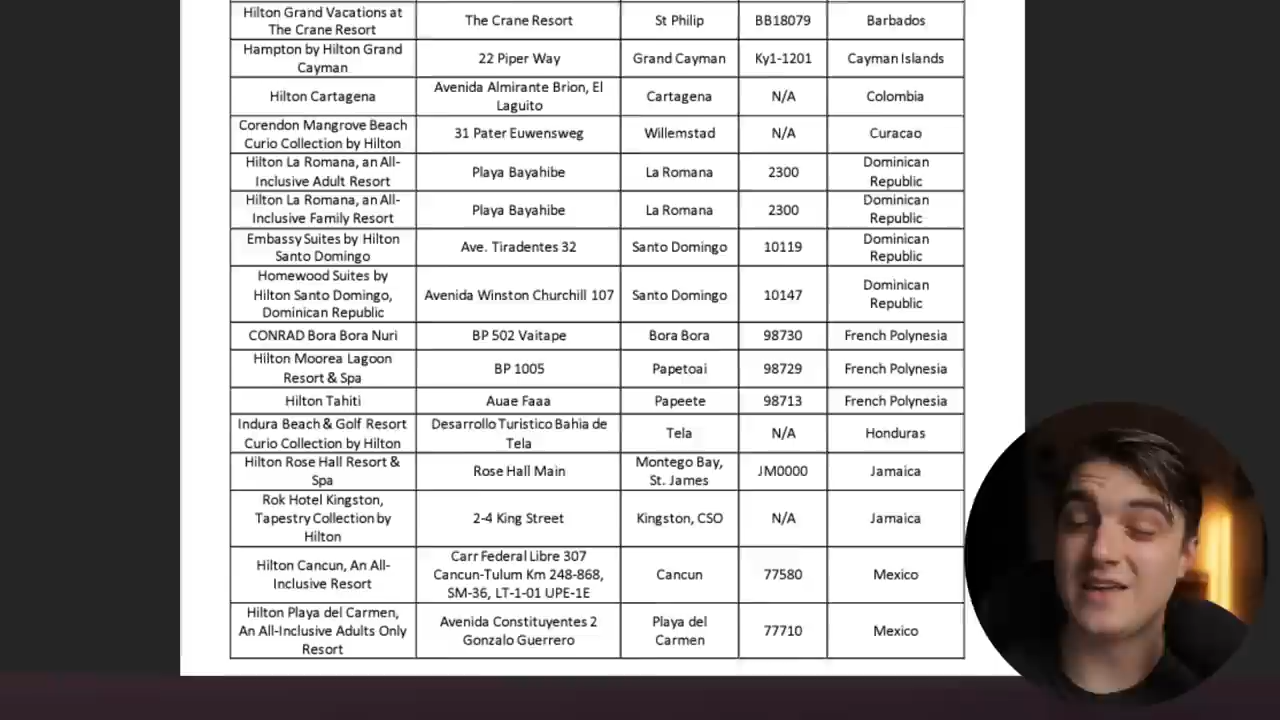 Hilton Grand Vacations at
The Crane Resort
The Crane Resort
St Philip
BB18079
Barbados
Hampton by Hilton Grand
Cayman
22 Piper Way
Grand Cayman
Ky1-1201
Cayman Islands
Hilton Cartagena
Avenida Almirante Brion, El
Laguito
Cartagena
N/A
Colombia
Corendon Mangrove Beach
Curio Collection by Hilton
31 Pater Euwensweg
Willemstad
N/A
Curacao
Hilton La Romana, an All-
Inclusive Adult Resort
Playa Bayahibe
La Romana
2300
Dominican
Republic
Hilton La Romana, an All-
Inclusive Family Resort
Playa Bayahibe
La Romana
2300
Dominican
Republic
Embassy Suites by Hilton
Santo Domingo
Ave. Tiradentes 32
Santo Domingo
10119
Dominican
Republic
Homewood Suites by
Hilton Santo Domingo,
Dominican Republic
Avenida Winston Churchill 107
Santo Domingo
10147
Dominican
Republic
CONRAD Bora Bora Nuri
BP 502 Vaitape
Bora Bora
98730
French Polynesia
Hilton Moorea Lagoon
Resort & Spa
BP 1005
Papetoai
98729
French Polynesia
Hilton Tahiti
Auae Faaa
Papeete
98713
French Polynesia
Indura Beach & Golf Resort
Curio Collection by Hilton
Desarrollo Turistico Bahia de
Tela
Tela
N/A
Honduras
Hilton Rose Hall Resort &
Spa
Rose Hall Main
Montego Bay,
St. James
JM0000
Jamaica
Rok Hotel Kingston,
Tapestry Collection by
Hilton
2-4 King Street
Kingston, CSO
N/A
Jamaica
Hilton Cancun, An All-
Inclusive Resort
Carr Federal Libre 307
Cancun-Tulum Km 248-868,
SM-36, LT-1-01 UPE-1E
Cancun
77580
Mexico
Hilton Playa del Carmen,
An All-Inclusive Adults Only
Resort
Avenida Constituyentes 2
Gonzalo Guerrero
Playa del
Carmen
77710
Mexico